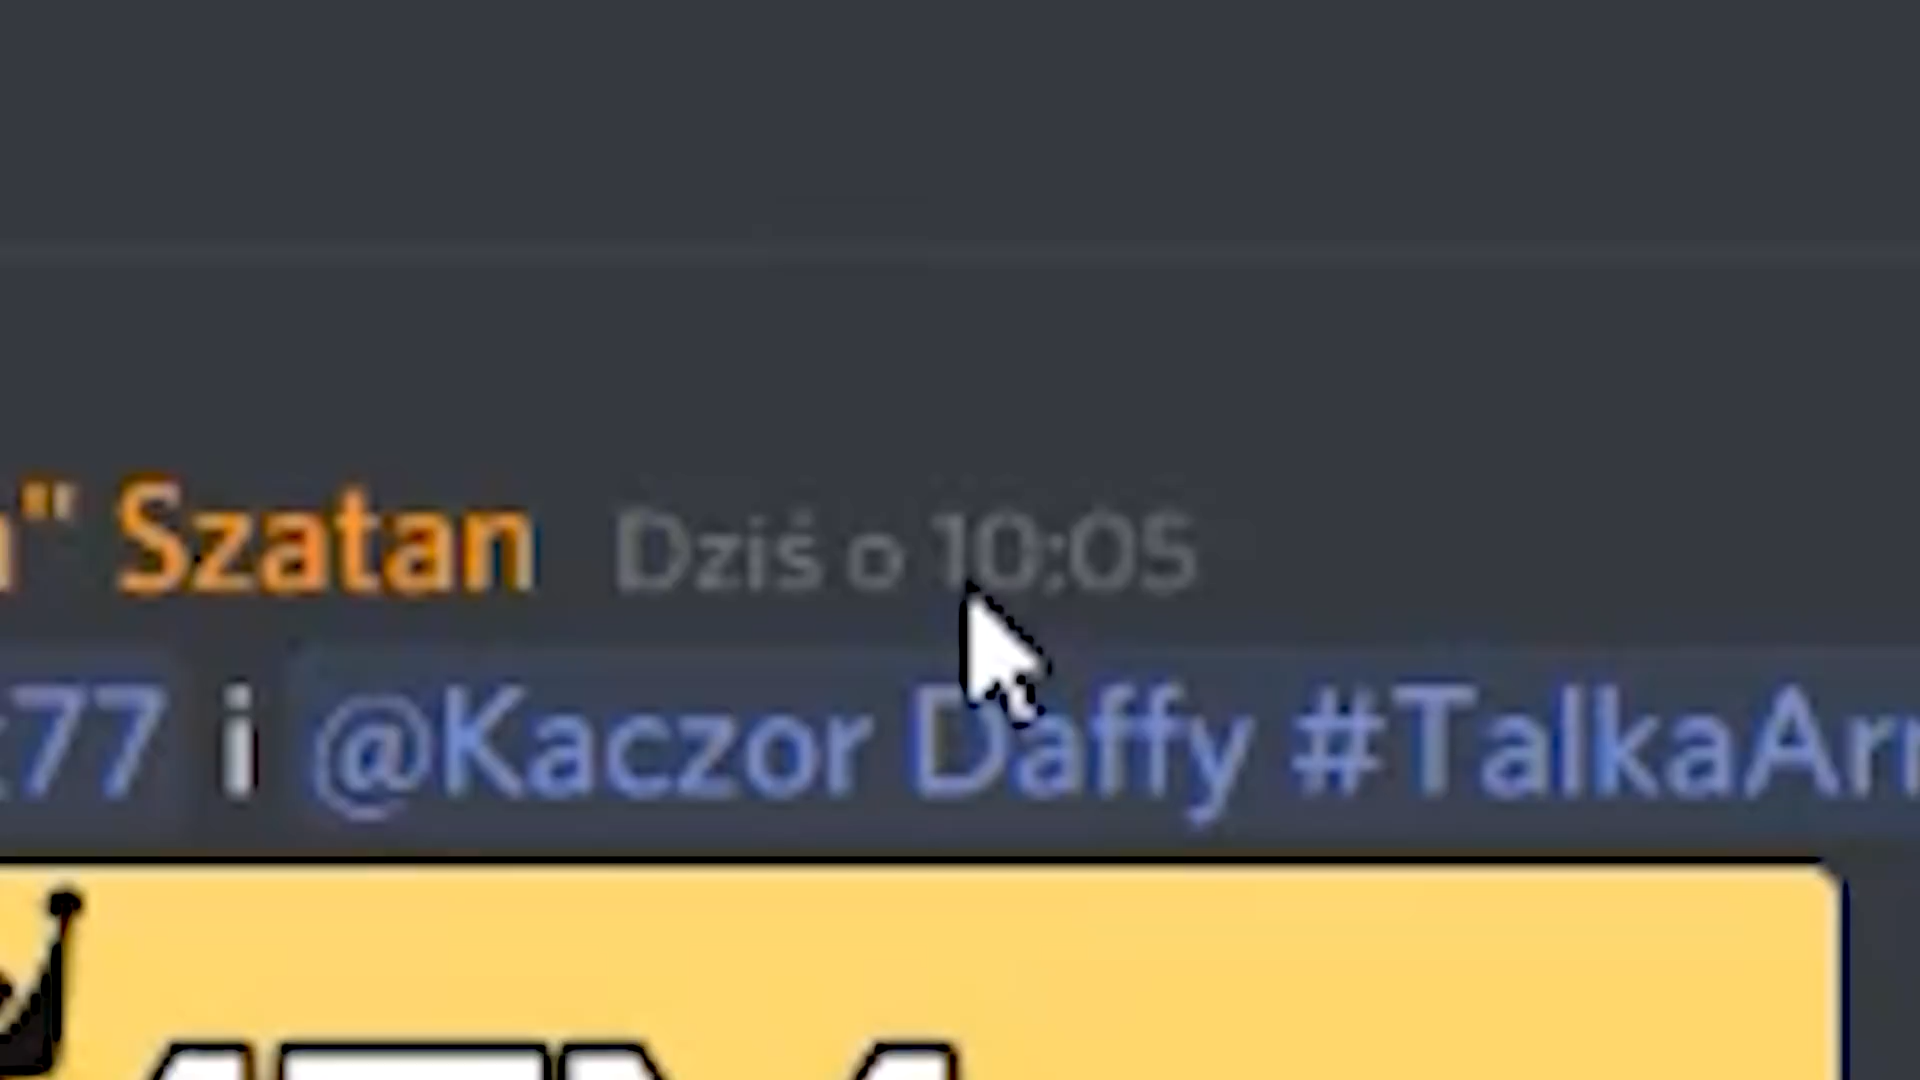 " Szatan Dziś o 10:05
77 i @Kaczor Daffy #TalkaArr